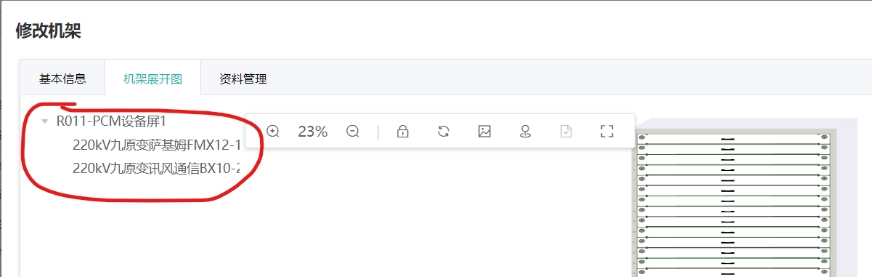 修改机架
基本信息
机架展开图
资料管理
R011-PCM设备屏1
23%
220kV九原变萨基姆FMX12-1
220kV九原变讯风通信BX10-2